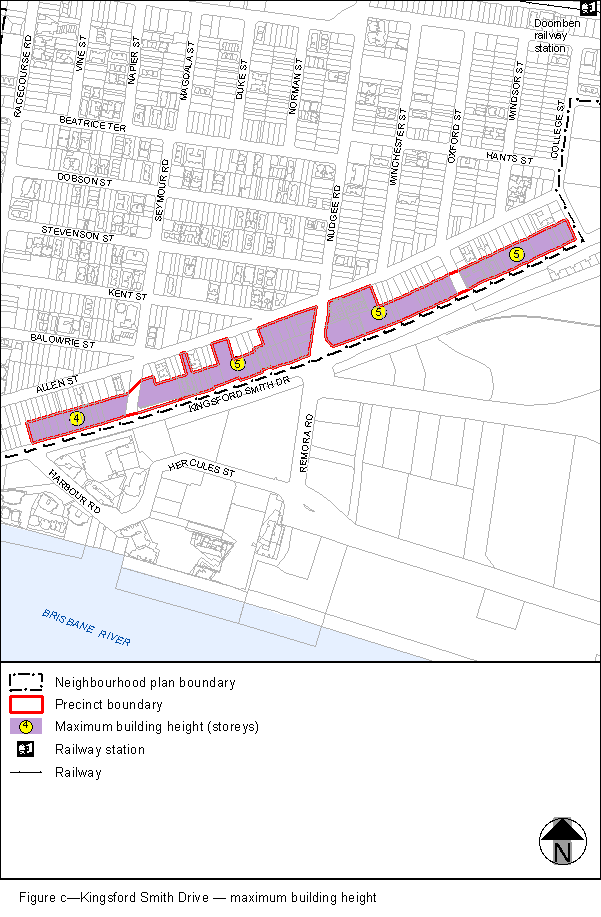 Doomben
railway
station
RACECOURSE RD
VINE ST
NAPIER ST
MAGDALA ST
DUKE ST
NORMAN ST
WINDSOR ST
COLLEGE ST
BEATRICE TER
WINCHESTER ST
OXFORD ST
HANTS ST
DOBSON ST
SEYMOUR RD
NUDGEE RD
STEVENSON ST
5
KENT ST
5
BALOWRIE ST
5
ALLEN ST
KINGSFORD SMITH DR
4
REMORA RD
HERCULES ST
HARBOUR RD
BRISBANE RIVER
Neighbourhood plan boundary
Precinct boundary
4 Maximum building height (storeys)
Railway station
Railway
N
Figure c—Kingsford Smith Drive — maximum building height